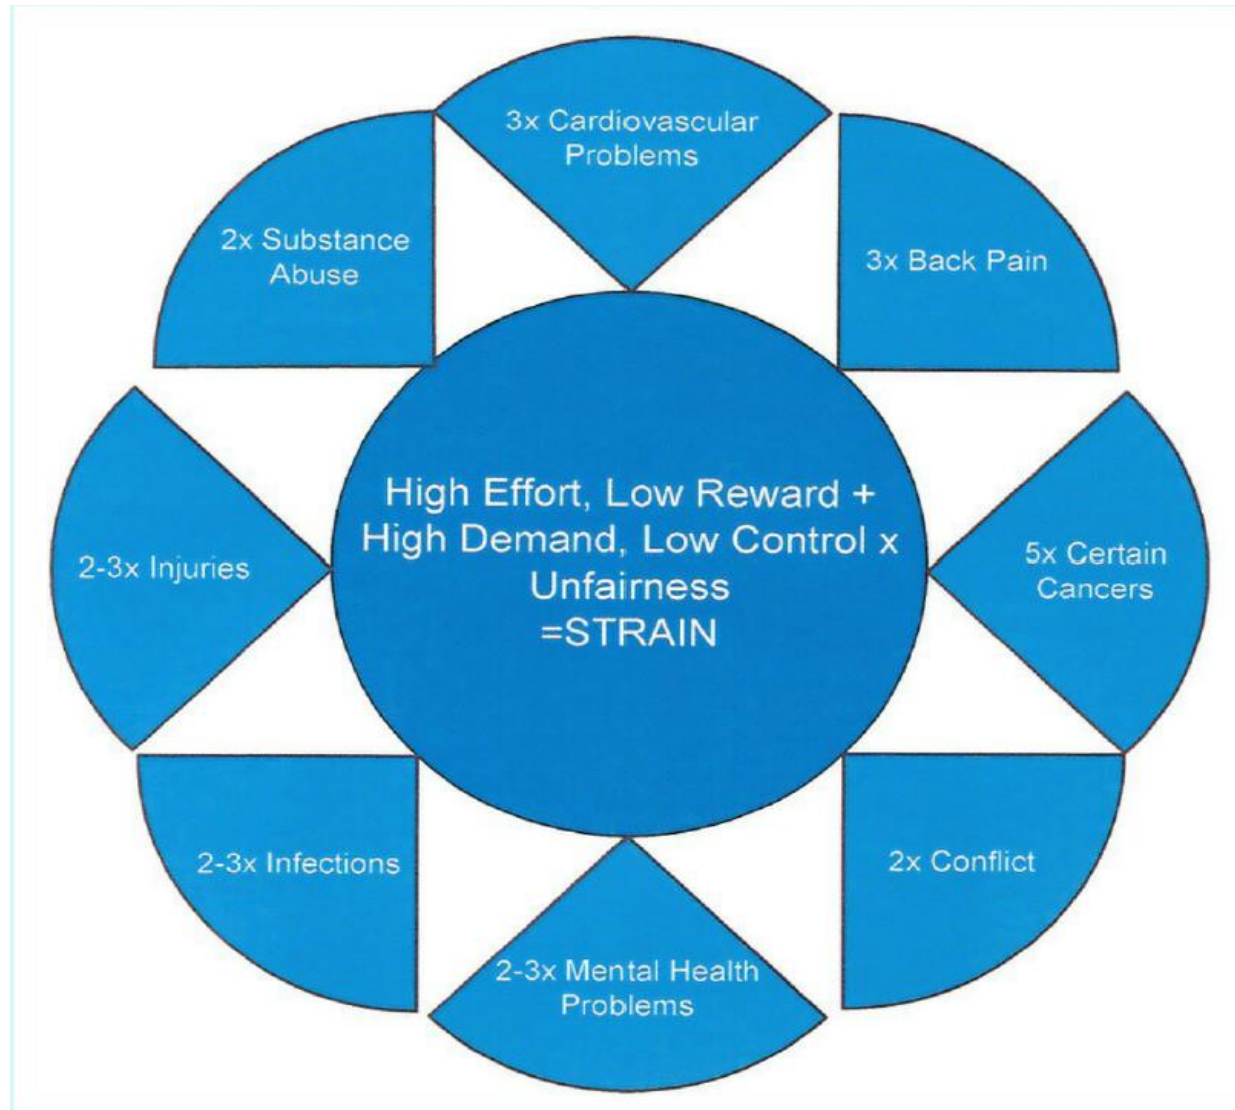 3x Cardiovascular
Problems
3x Back Pain
5x Certain
Cancers
2x Conflict
2-3x Mental Health
Problems
2-3x Infections
2-3x Injuries
2x Substance
Abuse
High Effort, Low Reward +
High Demand, Low Control x
Unfairness
=STRAIN